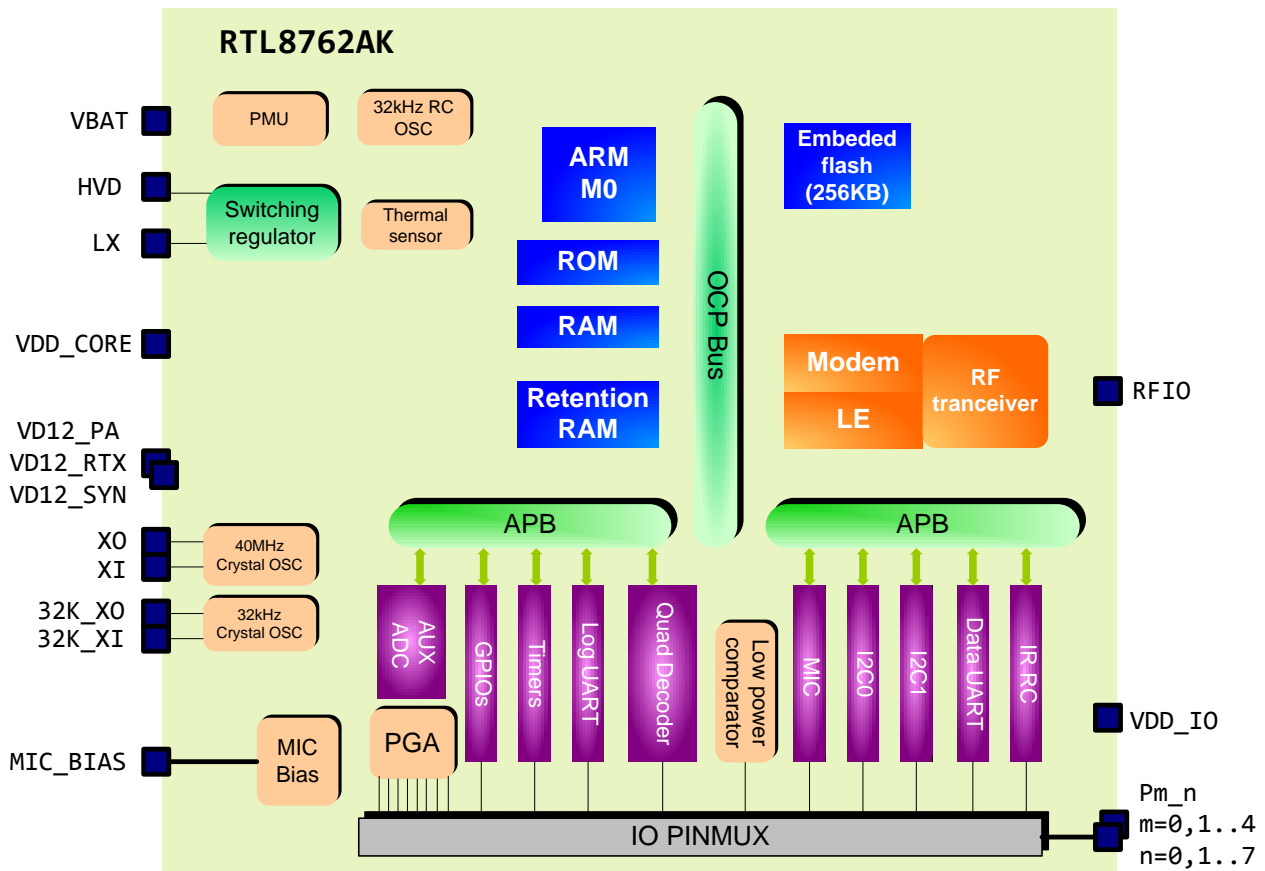 RTL8762AK
VBAT
HVD
LX
VDD_CORE
VD12_PA
VD12_RTX
VD12_SYN
XO
XI
32K_XO
32K_XI
MIC_BIAS
PMU
32kHz RC
OSC
Switching
regulator
Thermal
sensor
40MHz
Crystal OSC
32kHz
Crystal OSC
MIC
Bias
ARM
M0
ROM
RAM
Retention
RAM
OCP Bus
Embeded
flash
(256KB)
Modem
LE
RF
tranceiver
APB
APB
AUX
ADC
GPIOs
Timers
Log UART
Quad Decoder
Low power
comparator
MIC
I2C0
I2C1
Data UART
IR RC
PGA
IO PINMUX
RFIO
VDD_IO
Pm_n
m=0,1..4
n=0,1..7